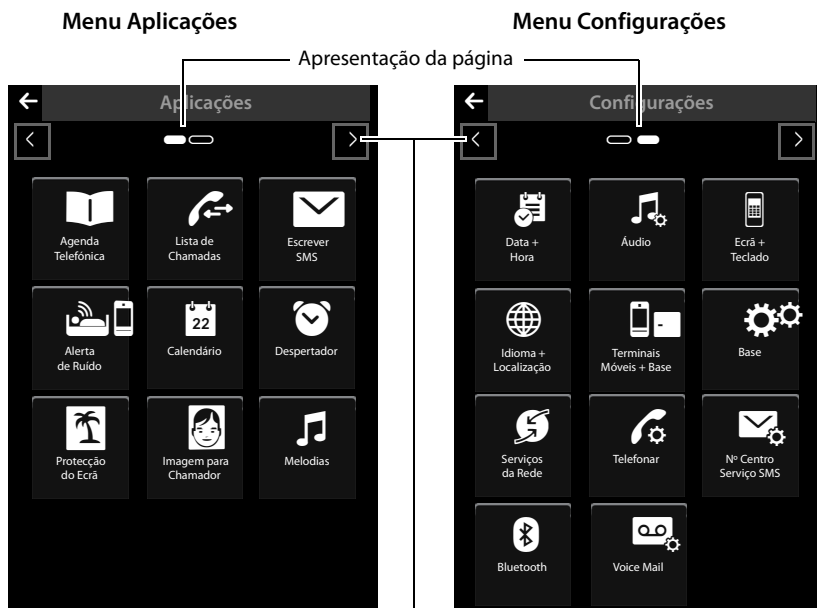 Menu Aplicações
Menu Configurações
Apresentação da página
Aplicações
Agenda
Telefónica
Lista de
Chamadas
Escrever
SMS
Alerta
de Ruído
22
Calendário
Despertador
Protecção
do Ecrã
Imagem para
Chamador
Melodias
Configurações
Data +
Hora
Áudio
Ecrã +
Teclado
Idioma +
Localização
Terminais
Móveis + Base
Base
Serviços
da Rede
Telefonar
Nº Centro
Serviço SMS
Bluetooth
Voice Mail